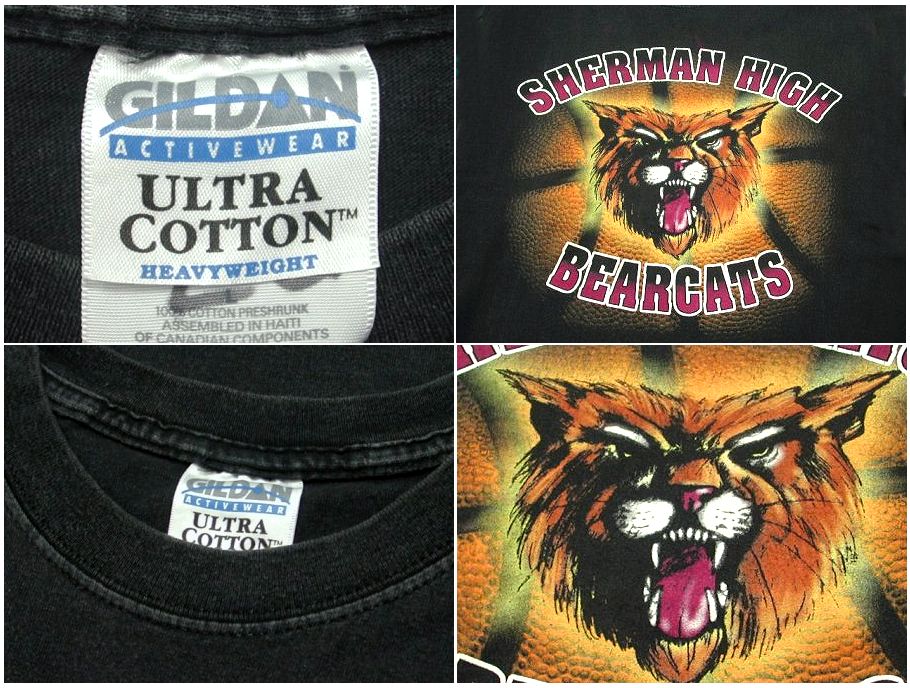 GILDAN
ACTIVEWEAR
ULTRA
COTTON™
HEAVYWEIGHT
100% COTTON PRESHRUNK
ASSEMBLED IN HAITI
OF CANADIAN COMPONENTS
SHERMAN HIGH
BEARCATS
GILDAN
ACTIVEWEAR
ULTRA
COTTON™